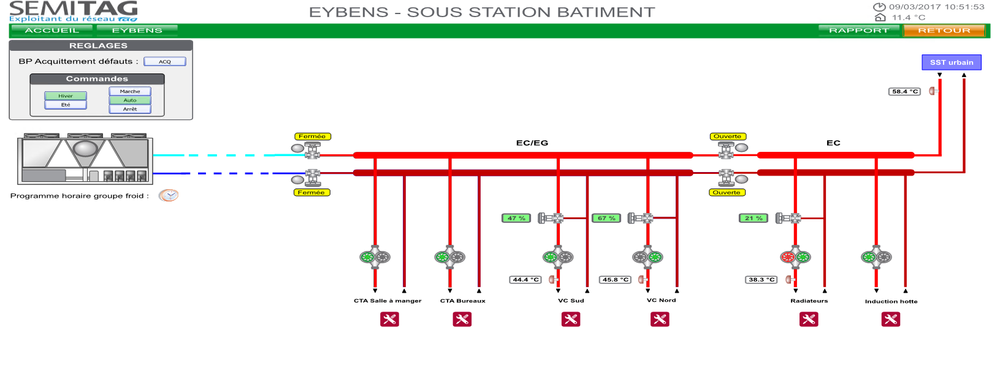 SEMITAG
Exploitant du réseau tag
EYBENS - SOUS STATION BATIMENT
09/03/2017 10:51:53
11.4 °C
ACCUEIL
EYBENS
RAPPORT
RETOUR
REGLAGES
BP Acquittement défauts :
ACQ
Commandes
Hiver
Eté
Marche
Auto
Arrêt
SST urbain
58.4 °C
Fermée
Ouverte
EC/EG
EC
Fermée
Ouverte
Programme horaire groupe froid :
47 %
67 %
21 %
44.4 °C
45.8 °C
38.3 °C
CTA Salle à manger
CTA Bureaux
VC Sud
VC Nord
Radiateurs
Induction hotte